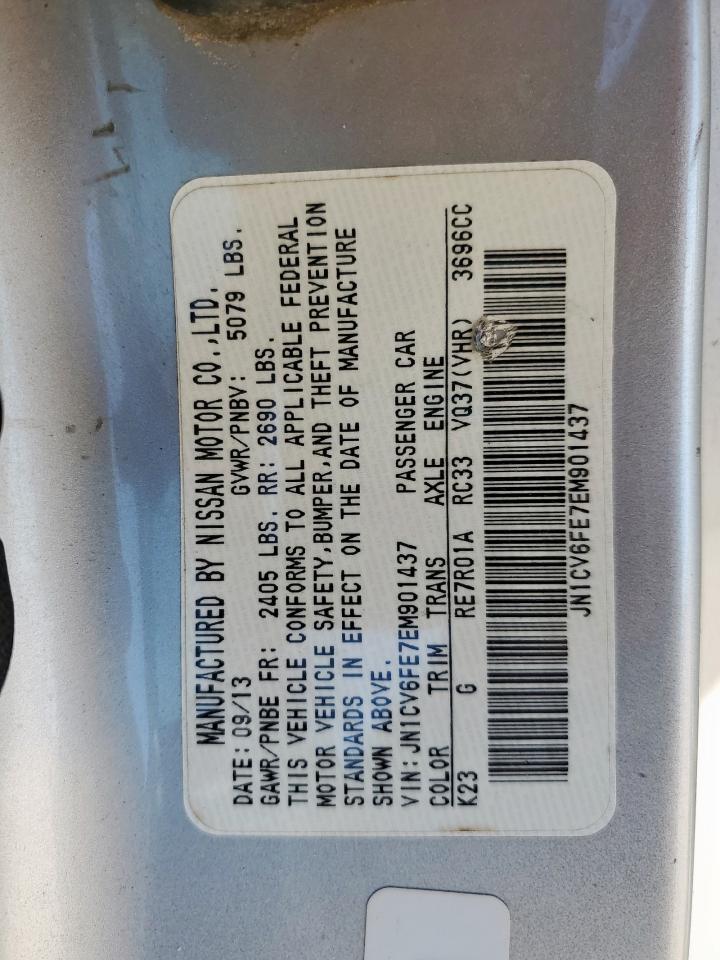 MANUFACTURED BY NISSAN MOTOR CO.,LTD.
DATE: 09/13 GVWR/PNBV: 5079 LBS.
GAWR/PNBE FR: 2405 LBS. RR: 2690 LBS.
THIS VEHICLE CONFORMS TO ALL APPLICABLE FEDERAL
MOTOR VEHICLE SAFETY,BUMPER,AND THEFT PREVENTION
STANDARDS IN EFFECT ON THE DATE OF MANUFACTURE
SHOWN ABOVE.
VIN:JN1CV6FE7EM901437 PASSENGER CAR
COLOR TRIM TRANS AXLE ENGINE
K23 G RE7R01A RC33 VQ37(VHR) 3696CC
JN1CV6FE7EM901437